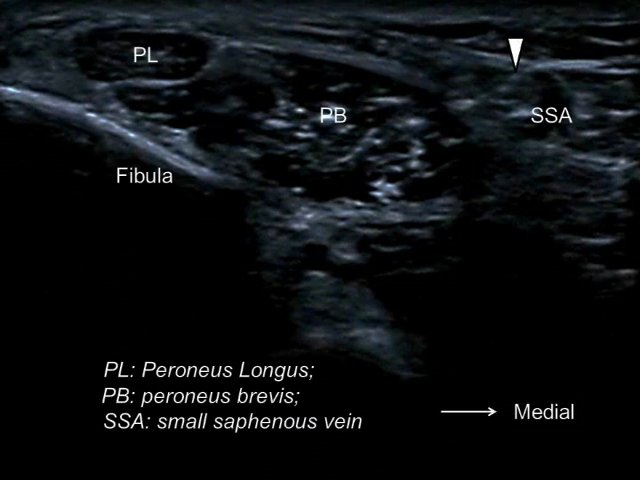 PL
PB
SSA
Fibula
PL: Peroneus Longus;
PB: peroneus brevis;
SSA: small saphenous vein
Medial